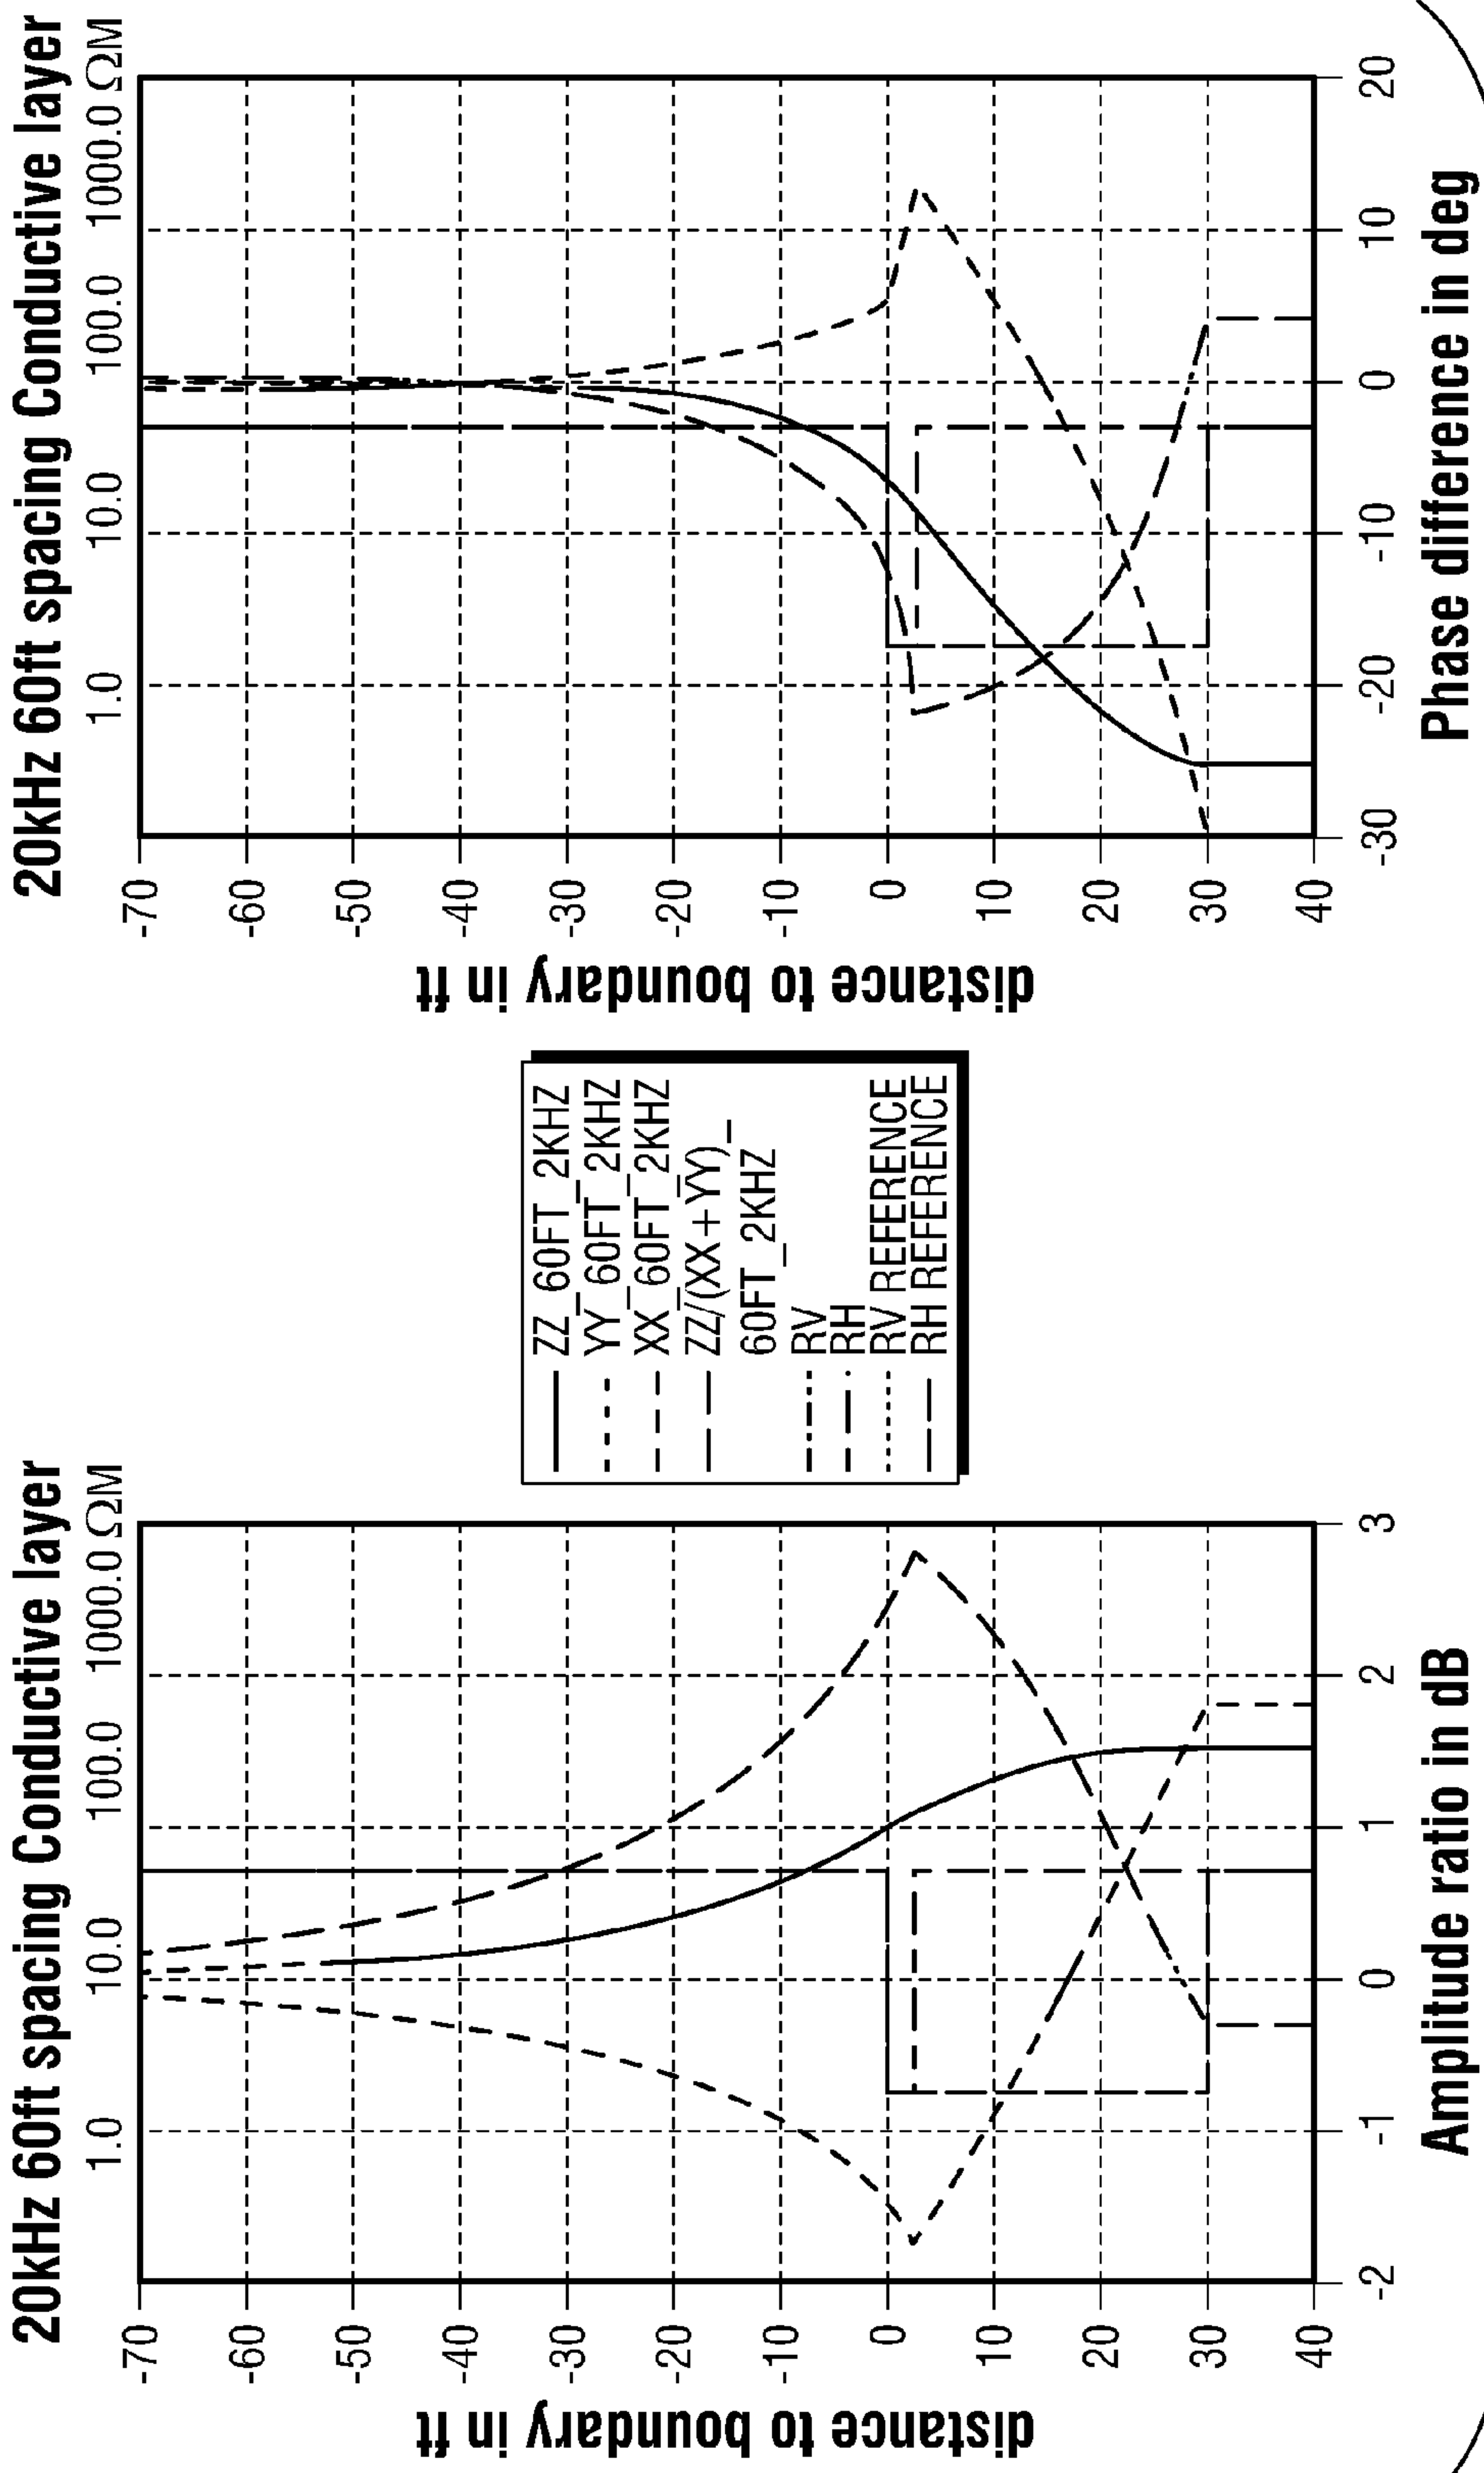 20kHz 60ft spacing Conductive layer
1.0 10.0 100.0 1000.0 ΩM
-70
-60
-50
-40
-30
-20
-10
0
10
20
30
40
distance to boundary in ft
-2 -1 0 1 2 3
Amplitude ratio in dB
ZZ_60FT_2KHZ
YY_60FT_2KHZ
XX_60FT_2KHZ
ZZ/(XX+YY)_
60FT_2KHZ
RV
RH
RV REFERENCE
RH REFERENCE
20kHz 60ft spacing Conductive layer
1.0 10.0 100.0 1000.0 ΩM
-70
-60
-50
-40
-30
-20
-10
0
10
20
30
40
distance to boundary in ft
-30 -20 -10 0 10 20
Phase difference in deg